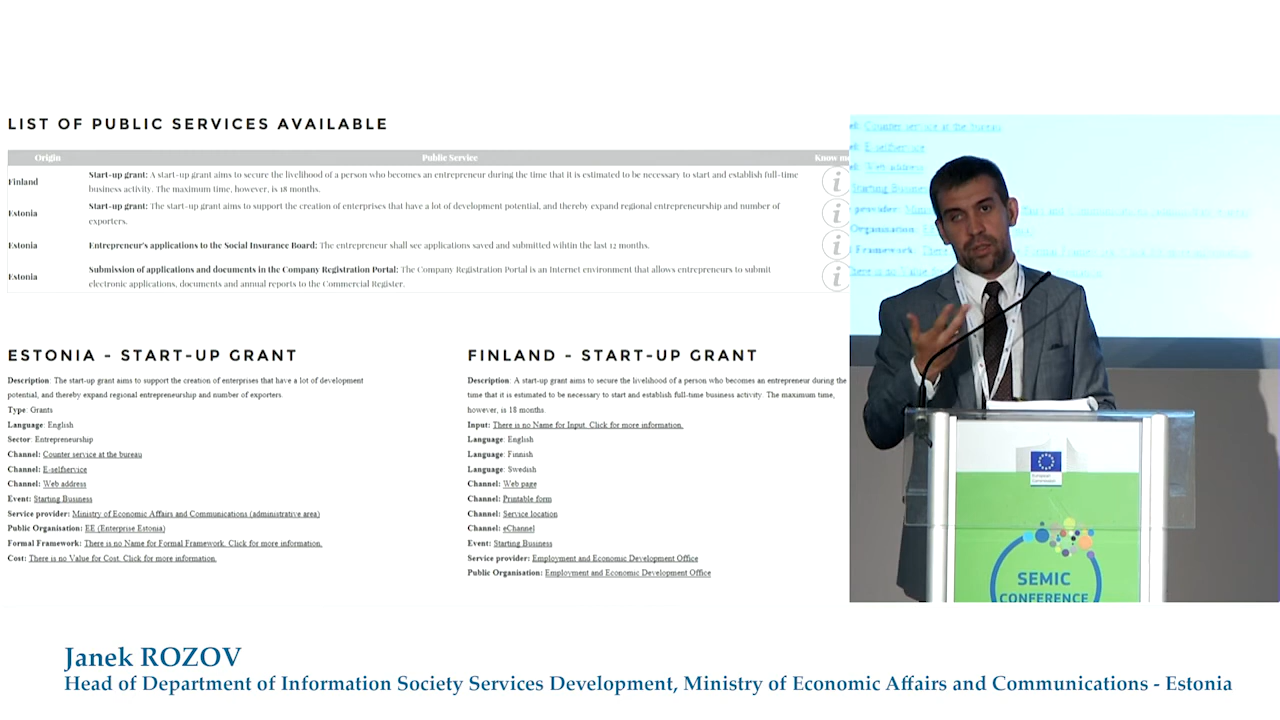 LIST OF PUBLIC SERVICES AVAILABLE
Origin Public Service Know
Finland Start-up grant: A start-up grant aims to secure the livelihood of a person who becomes an entrepreneur during the time that it is estimated to be necessary to start and establish full-time
business activity. The maximum time, however, is 18 months.
Estonia Start-up grant: The start-up grant aims to support the creation of enterprises that have a lot of development potential, and thereby expand regional entrepreneurship and number of
exporters.
Estonia Entrepreneur's applications to the Social Insurance Board: The entrepreneur shall see applications saved and submitted wihtin the last 12 months.
Estonia Submission of applications and documents in the Company Registration Portal: The Company Registration Portal is an Internet environment that allows entrepreneurs to submit
electronic applications, documents and annual reports to the Commercial Register.
ESTONIA - START-UP GRANT
Description: The start-up grant aims to support the creation of enterprises that have a lot of development
potential, and thereby expand regional entrepreneurship and number of exporters.
Type: Grants
Language: English
Sector: Entrepreneurship
Channel: Counter service at the bureau
Channel: E-selfservice
Channel: Web address
Event: Starting Business
Service provider: Ministry of Economic Affairs and Communications (administrative area)
Public Organisation: EE (Enterprise Estonia)
Formal Framework: There is no Name for Formal Framework. Click for more information.
Cost: There is no Value for Cost. Click for more information.
FINLAND - START-UP GRANT
Description: A start-up grant aims to secure the livelihood of a person who becomes an entrepreneur during the
time that it is estimated to be necessary to start and establish full-time business activity. The maximum time,
however, is 18 months.
Input: There is no Name for Input. Click for more information.
Language: English
Language: Finnish
Language: Swedish
Channel: Web page
Channel: Printable form
Channel: Service location
Channel: eChannel
Event: Starting Business
Service provider: Employment and Economic Development Office
Public Organisation: Employment and Economic Development Office
Counter service at the bureau
E-selfservice
Web address
Starting
European
Commission
SEMIC
CONFERENCE
Janek ROZOV
Head of Department of Information Society Services Development, Ministry of Economic Affairs and Communications - Estonia